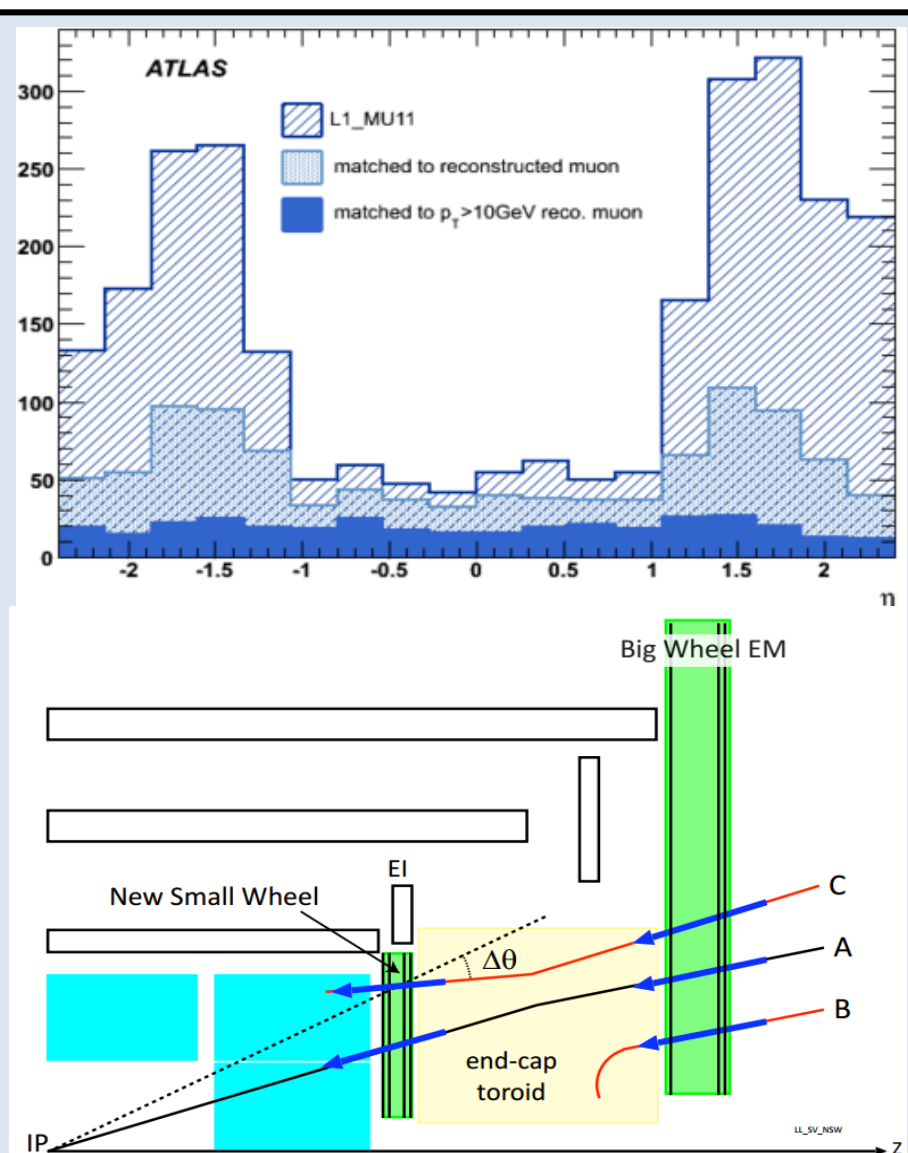 ATLAS
300
250
200
150
100
50
0
L1_MU11
matched to reconstructed muon
matched to p_T>10GeV reco. muon
-2 -1.5 -1 -0.5 0 0.5 1 1.5 2
η
Big Wheel EM
EI
New Small Wheel
C
A
Δθ
B
end-cap
toroid
LL_SV_NSW
IP
z